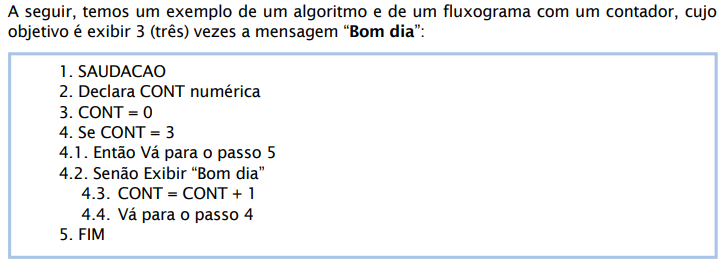 A seguir, temos um exemplo de um algoritmo e de um fluxograma com um contador, cujo
objetivo é exibir 3 (três) vezes a mensagem “Bom dia”:
1. SAUDACAO
2. Declara CONT numérica
3. CONT = 0
4. Se CONT = 3
4.1. Então Vá para o passo 5
4.2. Senão Exibir “Bom dia”
4.3. CONT = CONT + 1
4.4. Vá para o passo 4
5. FIM